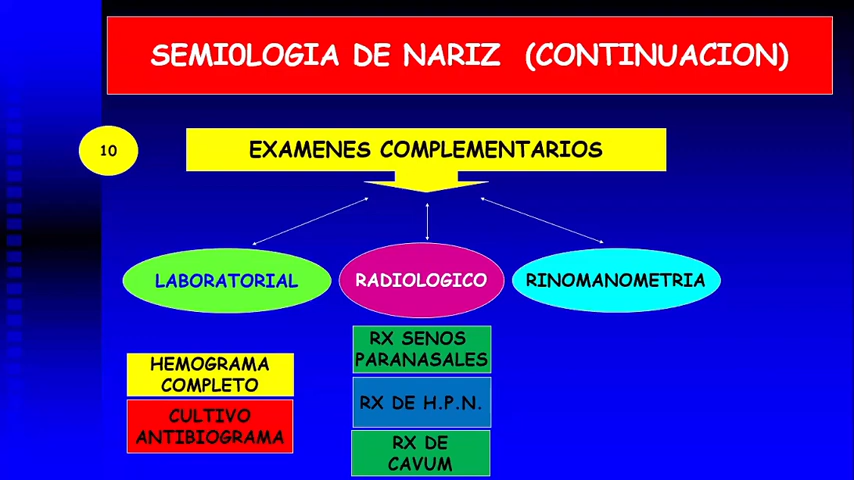 SEMI0LOGIA DE NARIZ (CONTINUACION)
10
EXAMENES COMPLEMENTARIOS
LABORATORIAL
RADIOLOGICO
RINOMANOMETRIA
HEMOGRAMA
COMPLETO
CULTIVO
ANTIBIOGRAMA
RX SENOS
PARANASALES
RX DE H.P.N.
RX DE
CAVUM